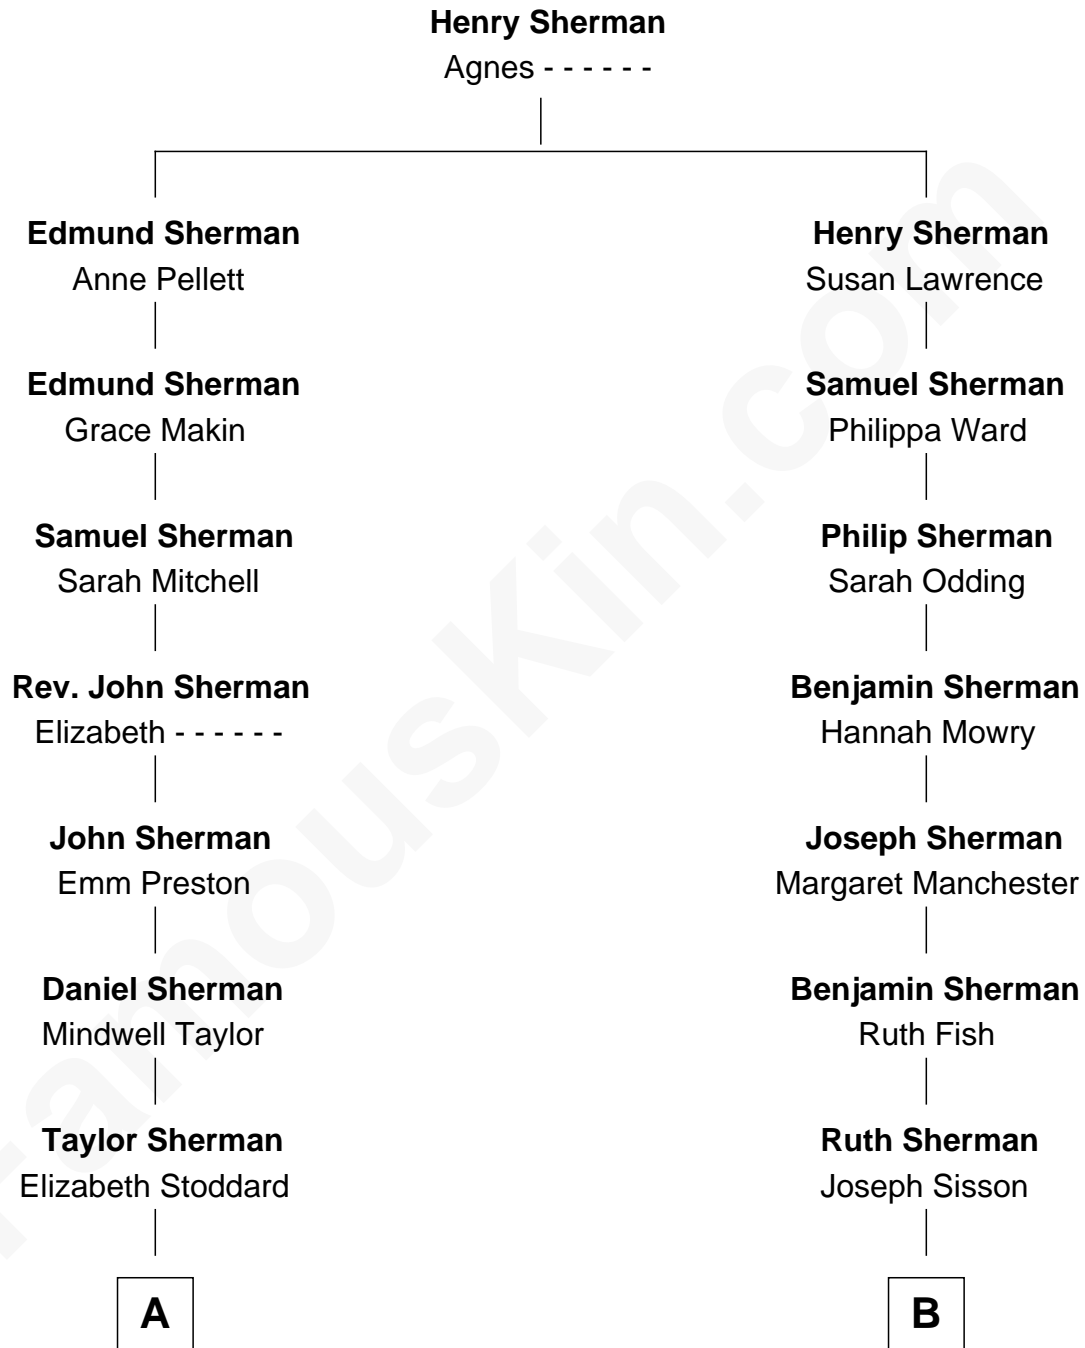 Henry Sherman
Agnes - - - - - -
Edmund Sherman
Anne Pellett
Henry Sherman
Susan Lawrence
Edmund Sherman
Grace Makin
Samuel Sherman
Philippa Ward
Samuel Sherman
Sarah Mitchell
Philip Sherman
Sarah Odding
Rev. John Sherman
Elizabeth - - - - - -
Benjamin Sherman
Hannah Mowry
John Sherman
Emm Preston
Joseph Sherman
Margaret Manchester
Daniel Sherman
Mindwell Taylor
Benjamin Sherman
Ruth Fish
Taylor Sherman
Elizabeth Stoddard
Ruth Sherman
Joseph Sisson
A
B
FamousKin.com